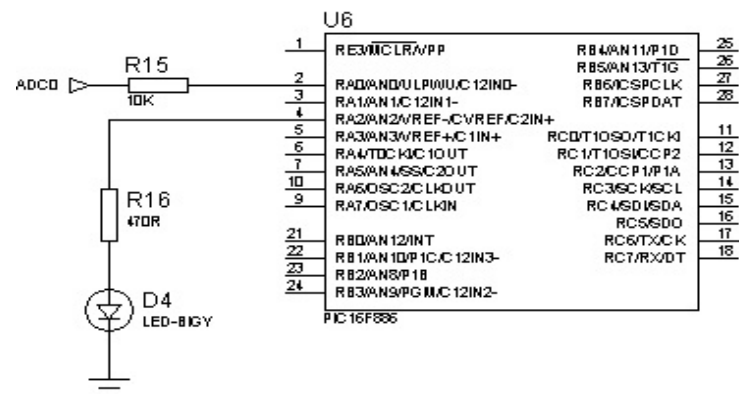 U6
1 RE3/MCLR/VPP RB4/AN11/P1D 25
RB5/AN13/T1G 26
ADC0 R15 10K 2 RA0/AN0/ULPWU/C12IN0- RB6/ICSPCLK 27
3 RA1/AN1/C12IN1- RB7/ICSPDAT 28
4 RA2/AN2/VREF-/CVREF/C2IN+
5 RA3/AN3/VREF+/C1IN+ RC0/T1OSO/T1CKI 11
6 RA4/T0CKI/C1OUT RC1/T1OSI/CCP2 12
7 RA5/AN4/SS/C2OUT RC2/CCP1/P1A 13
10 RA6/OSC2/CLKOUT RC3/SCK/SCL 14
9 RA7/OSC1/CLKIN RC4/SDI/SDA 15
RC5/SDO 16
21 RB0/AN12/INT RC6/TX/CK 17
22 RB1/AN10/P1C/C12IN3- RC7/RX/DT 18
23 RB2/AN8/P1B
24 RB3/AN9/PGM/C12IN2-
PIC16F886
R16
470R
D4
LED-BIGY